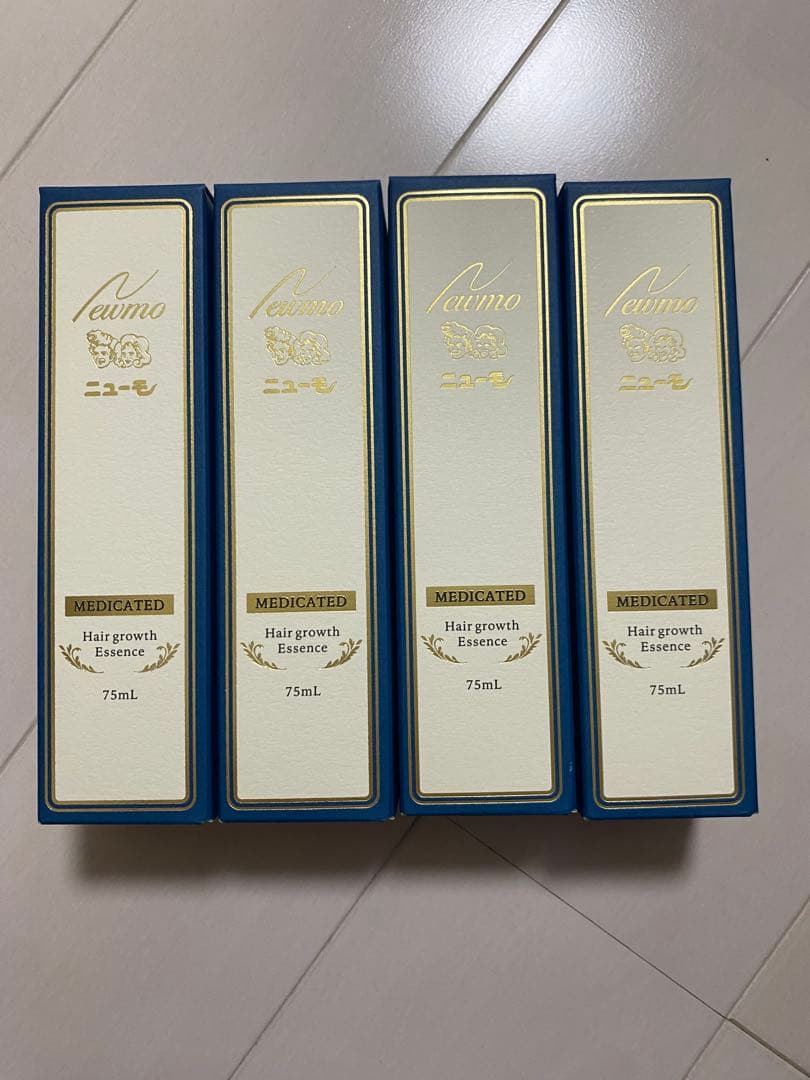 Newmo
ニューモ
MEDICATED
Hair growth
Essence
75mL
Newmo
ニューモ
MEDICATED
Hair growth
Essence
75mL
Newmo
ニューモ
MEDICATED
Hair growth
Essence
75mL
Newmo
ニューモ
MEDICATED
Hair growth
Essence
75mL